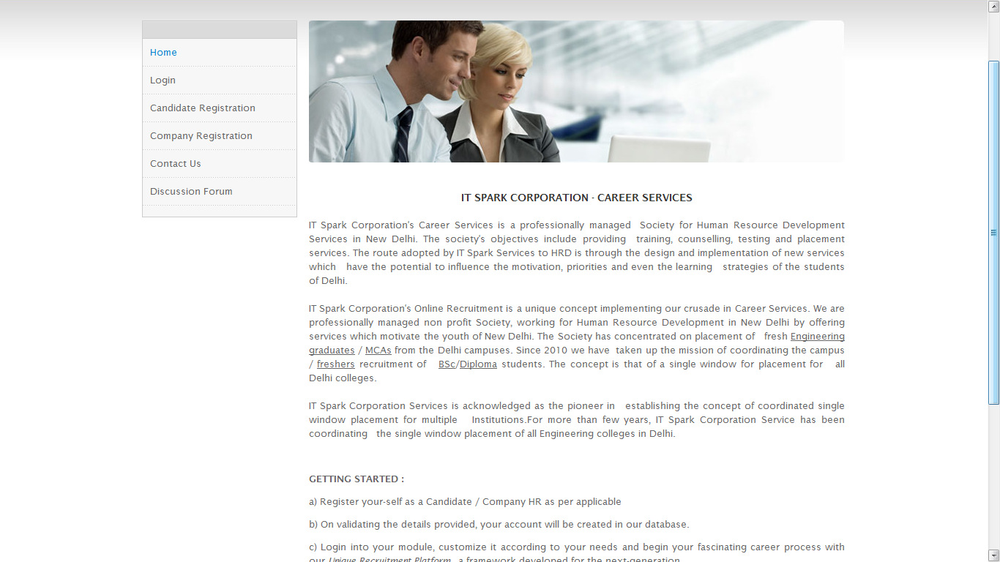 Home
Login
Candidate Registration
Company Registration
Contact Us
Discussion Forum
IT SPARK CORPORATION - CAREER SERVICES
IT Spark Corporation's Career Services is a professionally managed Society for Human Resource Development
Services in New Delhi. The society's objectives include providing training, counselling, testing and placement
services. The route adopted by IT Spark Services to HRD is through the design and implementation of new services
which have the potential to influence the motivation, priorities and even the learning strategies of the students
of Delhi.
IT Spark Corporation's Online Recruitment is a unique concept implementing our crusade in Career Services. We are
professionally managed non profit Society, working for Human Resource Development in New Delhi by offering
services which motivate the youth of New Delhi. The Society has concentrated on placement of fresh Engineering
graduates / MCAs from the Delhi campuses. Since 2010 we have taken up the mission of coordinating the campus
/ freshers recruitment of BSc/Diploma students. The concept is that of a single window for placement for all
Delhi colleges.
IT Spark Corporation Services is acknowledged as the pioneer in establishing the concept of coordinated single
window placement for multiple Institutions.For more than few years, IT Spark Corporation Service has been
coordinating the single window placement of all Engineering colleges in Delhi.
GETTING STARTED :
a) Register your-self as a Candidate / Company HR as per applicable
b) On validating the details provided, your account will be created in our database.
c) Login into your module, customize it according to your needs and begin your fascinating career process with
our Unique Recruitment Platform , a framework developed for the next-generation